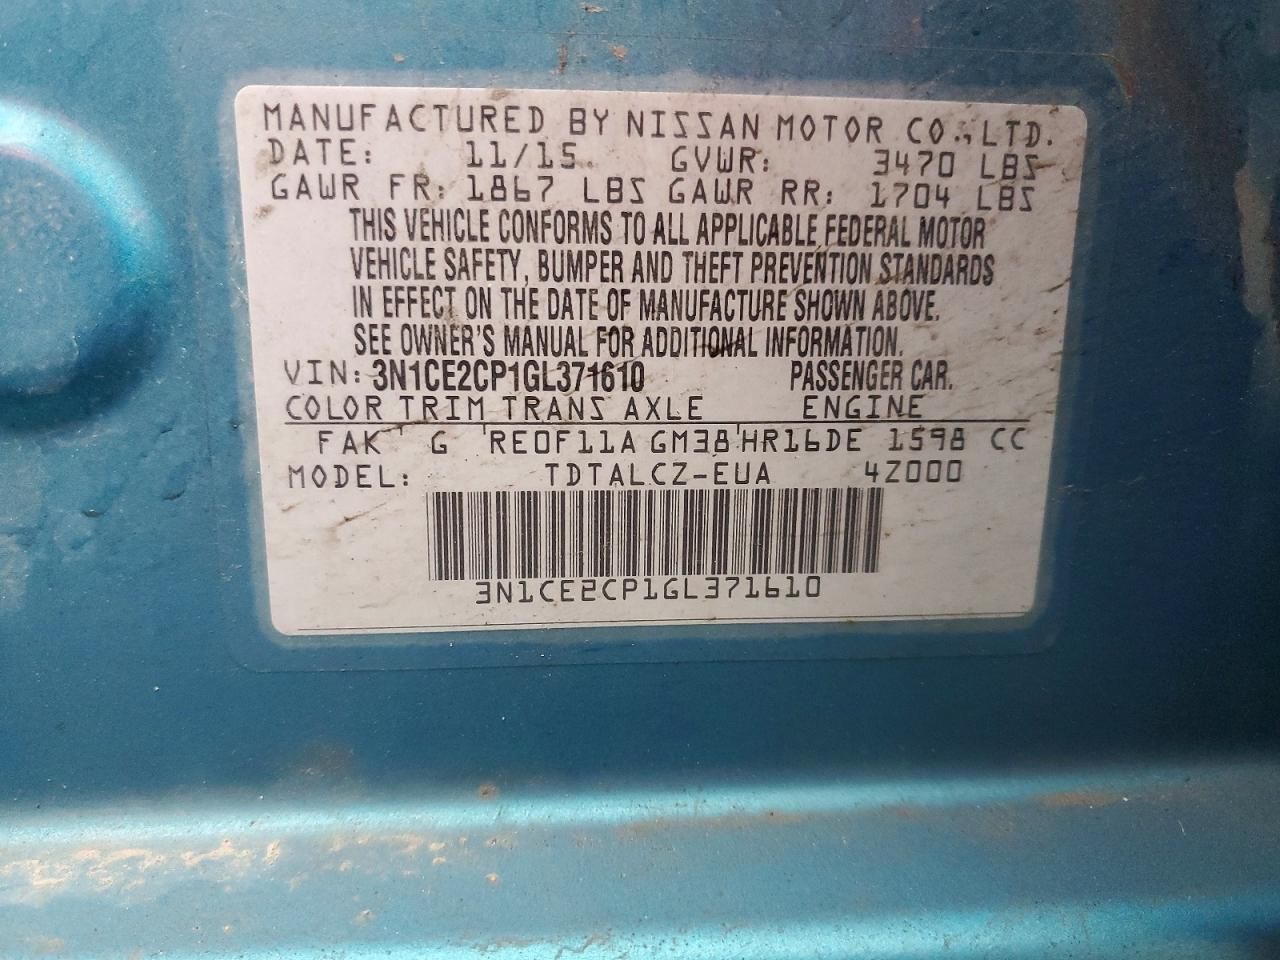 MANUFACTURED BY NISSAN MOTOR CO., LTD.
DATE: 11/15 GVWR: 3470 LBS
GAWR FR: 1867 LBS GAWR RR: 1704 LBS
THIS VEHICLE CONFORMS TO ALL APPLICABLE FEDERAL MOTOR
VEHICLE SAFETY, BUMPER AND THEFT PREVENTION STANDARDS
IN EFFECT ON THE DATE OF MANUFACTURE SHOWN ABOVE.
SEE OWNER'S MANUAL FOR ADDITIONAL INFORMATION.
VIN: 3N1CE2CP1GL371610 PASSENGER CAR.
COLOR TRIM TRANS AXLE ENGINE
FAK G RE0F11A GM38 HR16DE 1598 CC
MODEL: TDTALCZ-EUA 4Z000
3N1CE2CP1GL371610